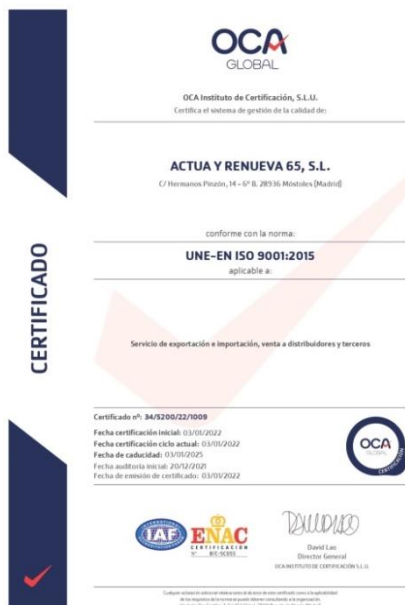 OCA
GLOBAL
OCA Instituto de Certificación, S.L.U.
Certifica el sistema de gestión de la calidad de:
ACTUA Y RENUEVA 65, S.L.
C/ Hermanos Pinzón, 14 – 6º B. 28936 Móstoles (Madrid)
conforme con la norma:
UNE-EN ISO 9001:2015
aplicable a:
CERTIFICADO
Servicio de exportación e importación, venta a distribuidores y terceros
Certificado nº: 34/5200/22/1009
Fecha certificación inicial: 03/01/2022
Fecha certificación ciclo actual: 03/01/2022
Fecha de caducidad: 03/01/2025
Fecha auditoría inicial: 20/12/2021
Fecha de emisión de certificado: 03/01/2022
OCA
GLOBAL
CERTIFICACIÓN
IAF
ENAC
CERTIFICACIÓN
David Lao
Director General
OCA INSTITUTO DE CERTIFICACIÓN S.L.U.